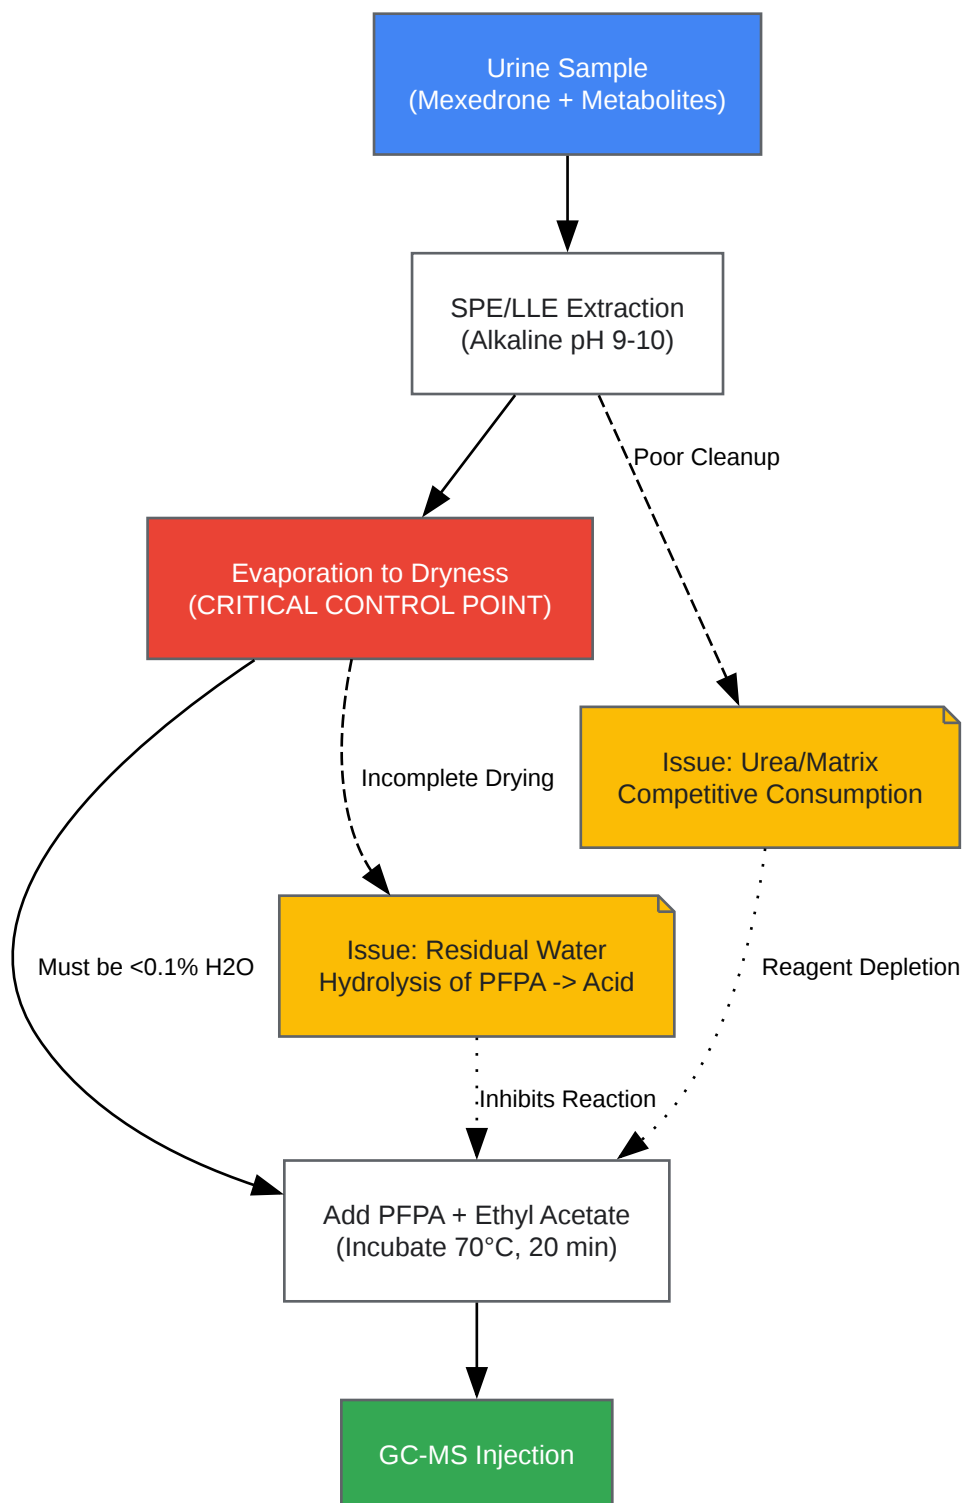 Urine Sample
(Mexedrone + Metabolites)
SPE/LLE Extraction
(Alkaline pH 9-10)
Poor Cleanup
Evaporation to Dryness
(CRITICAL CONTROL POINT)
Issue: Urea/Matrix
Competitive Consumption
Incomplete Drying
Issue: Residual Water
Hydrolysis of PFPA -> Acid
Must be <0.1% H2O
Reagent Depletion
Inhibits Reaction
Add PFPA + Ethyl Acetate
(Incubate 70°C, 20 min)
GC-MS Injection